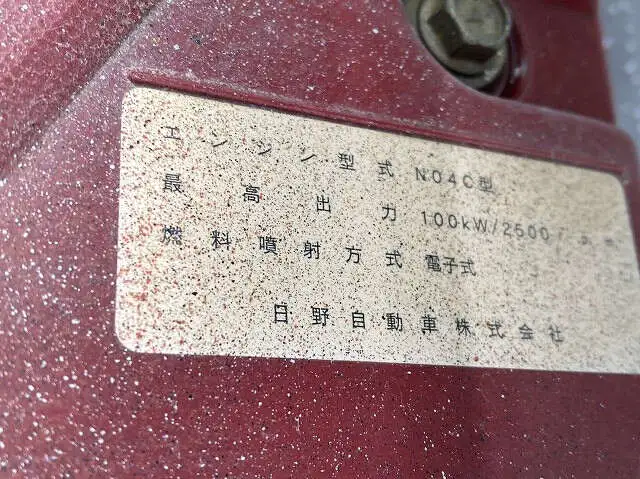 エンジン型式 N04C型
最高出力 100kW/2500
燃料噴射方式 電子式
日野自動車株式会社